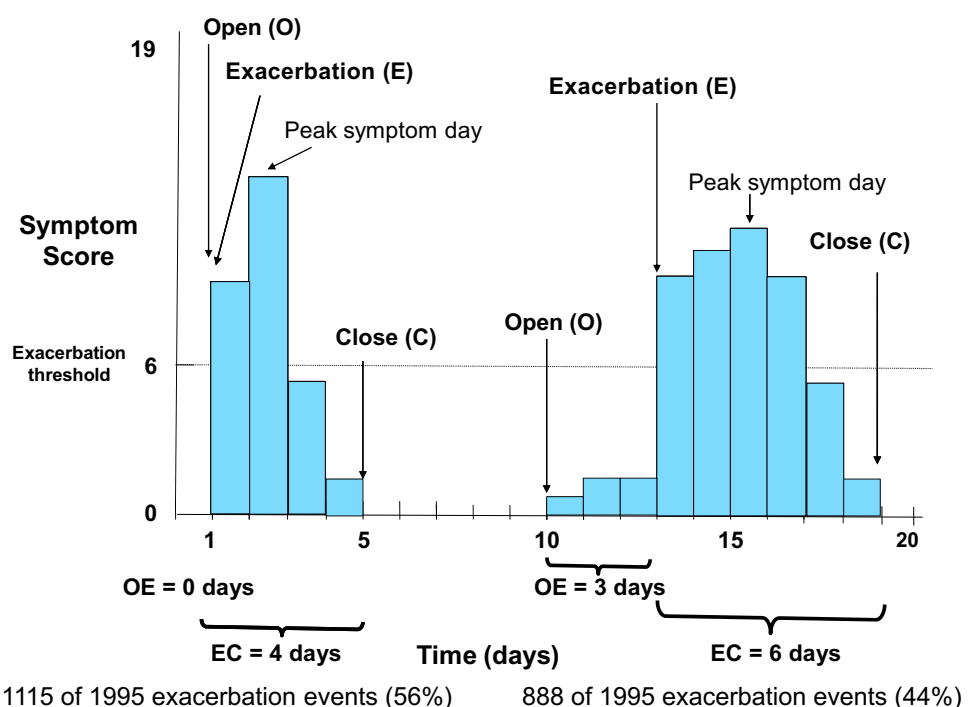 Open (O)
19
Exacerbation (E)
Exacerbation (E)
Peak symptom day
Peak symptom day
Symptom
Score
Close (C)
Open (O)
Close (C)
Exacerbation
threshold
6
0
1 5 10 15 20
OE = 0 days OE = 3 days
EC = 4 days Time (days) EC = 6 days
1115 of 1995 exacerbation events (56%) 888 of 1995 exacerbation events (44%)